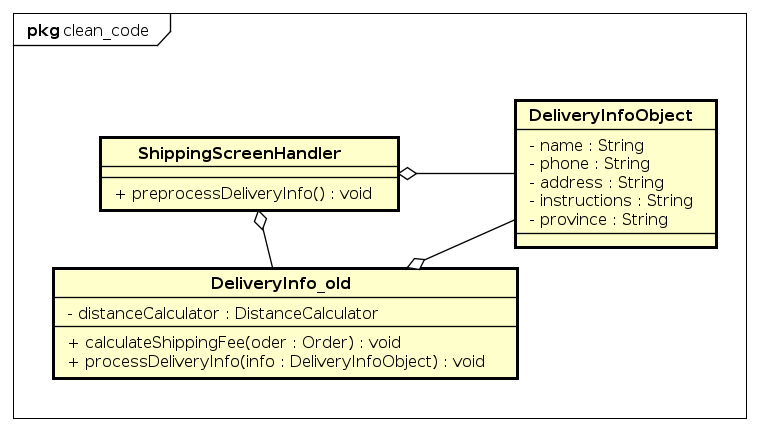 pkg clean_code
DeliveryInfoObject
- name : String
- phone : String
- address : String
- instructions : String
- province : String
ShippingScreenHandler
+ preprocessDeliveryInfo() : void
DeliveryInfo_old
- distanceCalculator : DistanceCalculator
+ calculateShippingFee(oder : Order) : void
+ processDeliveryInfo(info : DeliveryInfoObject) : void